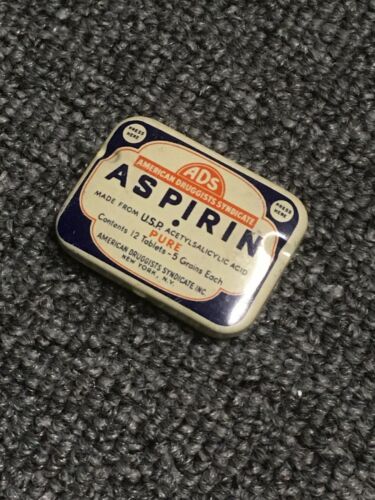 PRESS HERE
PRESS HERE
ADS
AMERICAN DRUGGISTS SYNDICATE
ASPIRIN
MADE FROM U.S.P. ACETYLSALICYLIC ACID
PURE
Contents 12 Tablets - 5 Grains Each
AMERICAN DRUGGISTS SYNDICATE INC.
NEW YORK, N.Y.